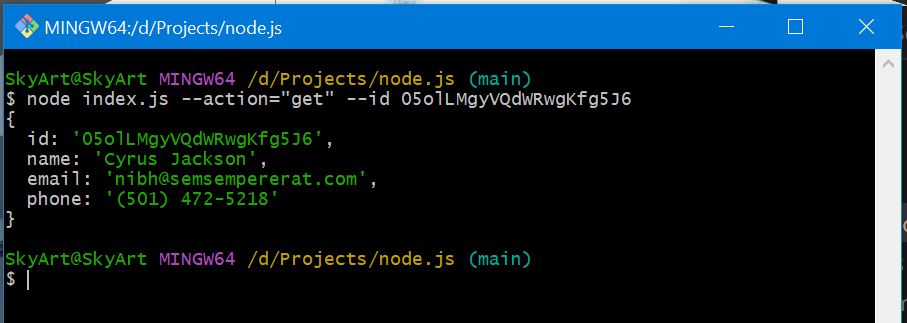 MINGW64:/d/Projects/node.js
SkyArt@SkyArt MINGW64 /d/Projects/node.js (main)
$ node index.js --action="get" --id O5olLMgyVQdWRwgKfg5J6
{
  id: 'O5olLMgyVQdWRwgKfg5J6',
  name: 'Cyrus Jackson',
  email: 'nibh@semsempererat.com',
  phone: '(501) 472-5218'
}
SkyArt@SkyArt MINGW64 /d/Projects/node.js (main)
$